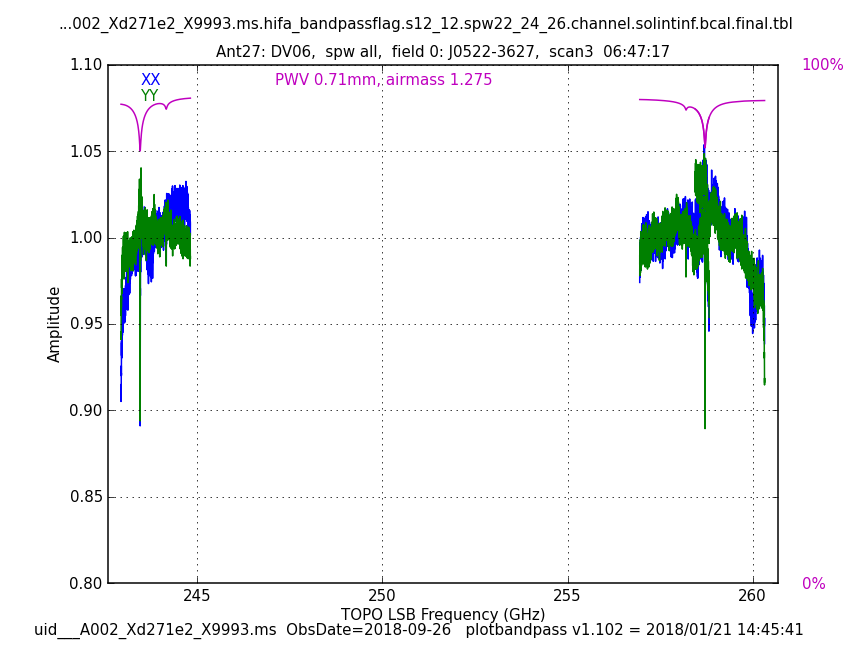 ...002_Xd271e2_X9993.ms.hifa_bandpassflag.s12_12.spw22_24_26.channel.solintinf.bcal.final.tbl
Ant27: DV06,  spw all,  field 0: J0522-3627,  scan3  06:47:17
1.10
100%
XX
PWV 0.71mm, airmass 1.275
YY
1.05
1.00
Amplitude
0.95
0.90
0.85
0.80
0%
245 250 255 260
TOPO LSB Frequency (GHz)
uid___A002_Xd271e2_X9993.ms  ObsDate=2018-09-26   plotbandpass v1.102 = 2018/01/21 14:45:41